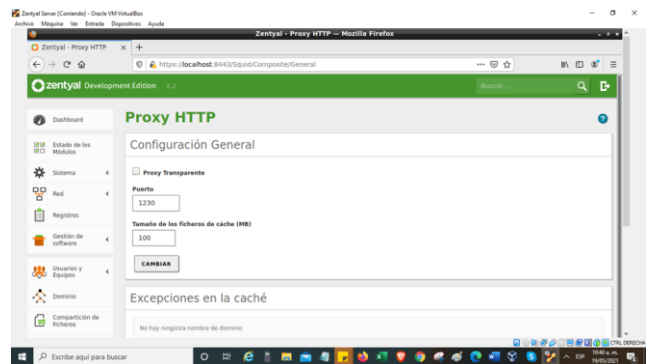 Zentyal Server [Corriendo] - Oracle VM VirtualBox
Archivo Máquina Ver Entrada Dispositivos Ayuda
Zentyal - Proxy HTTP — Mozilla Firefox
Zentyal - Proxy HTTP
https://localhost:8443/Squid/Composite/General
zentyal Development Edition 6.2
Buscar...
Dashboard
Estado de los Módulos
Sistema
Red
Registros
Gestión de software
Usuarios y Equipos
Dominio
Compartición de Ficheros
Proxy HTTP
Configuración General
Proxy Transparente
Puerto
1230
Tamaño de los ficheros de cáche (MB)
100
CAMBIAR
Excepciones en la caché
No hay ningún/a nombre de dominio
CTRL DERECHA
Escribe aquí para buscar
ESP
10:40 a. m.
19/05/2021